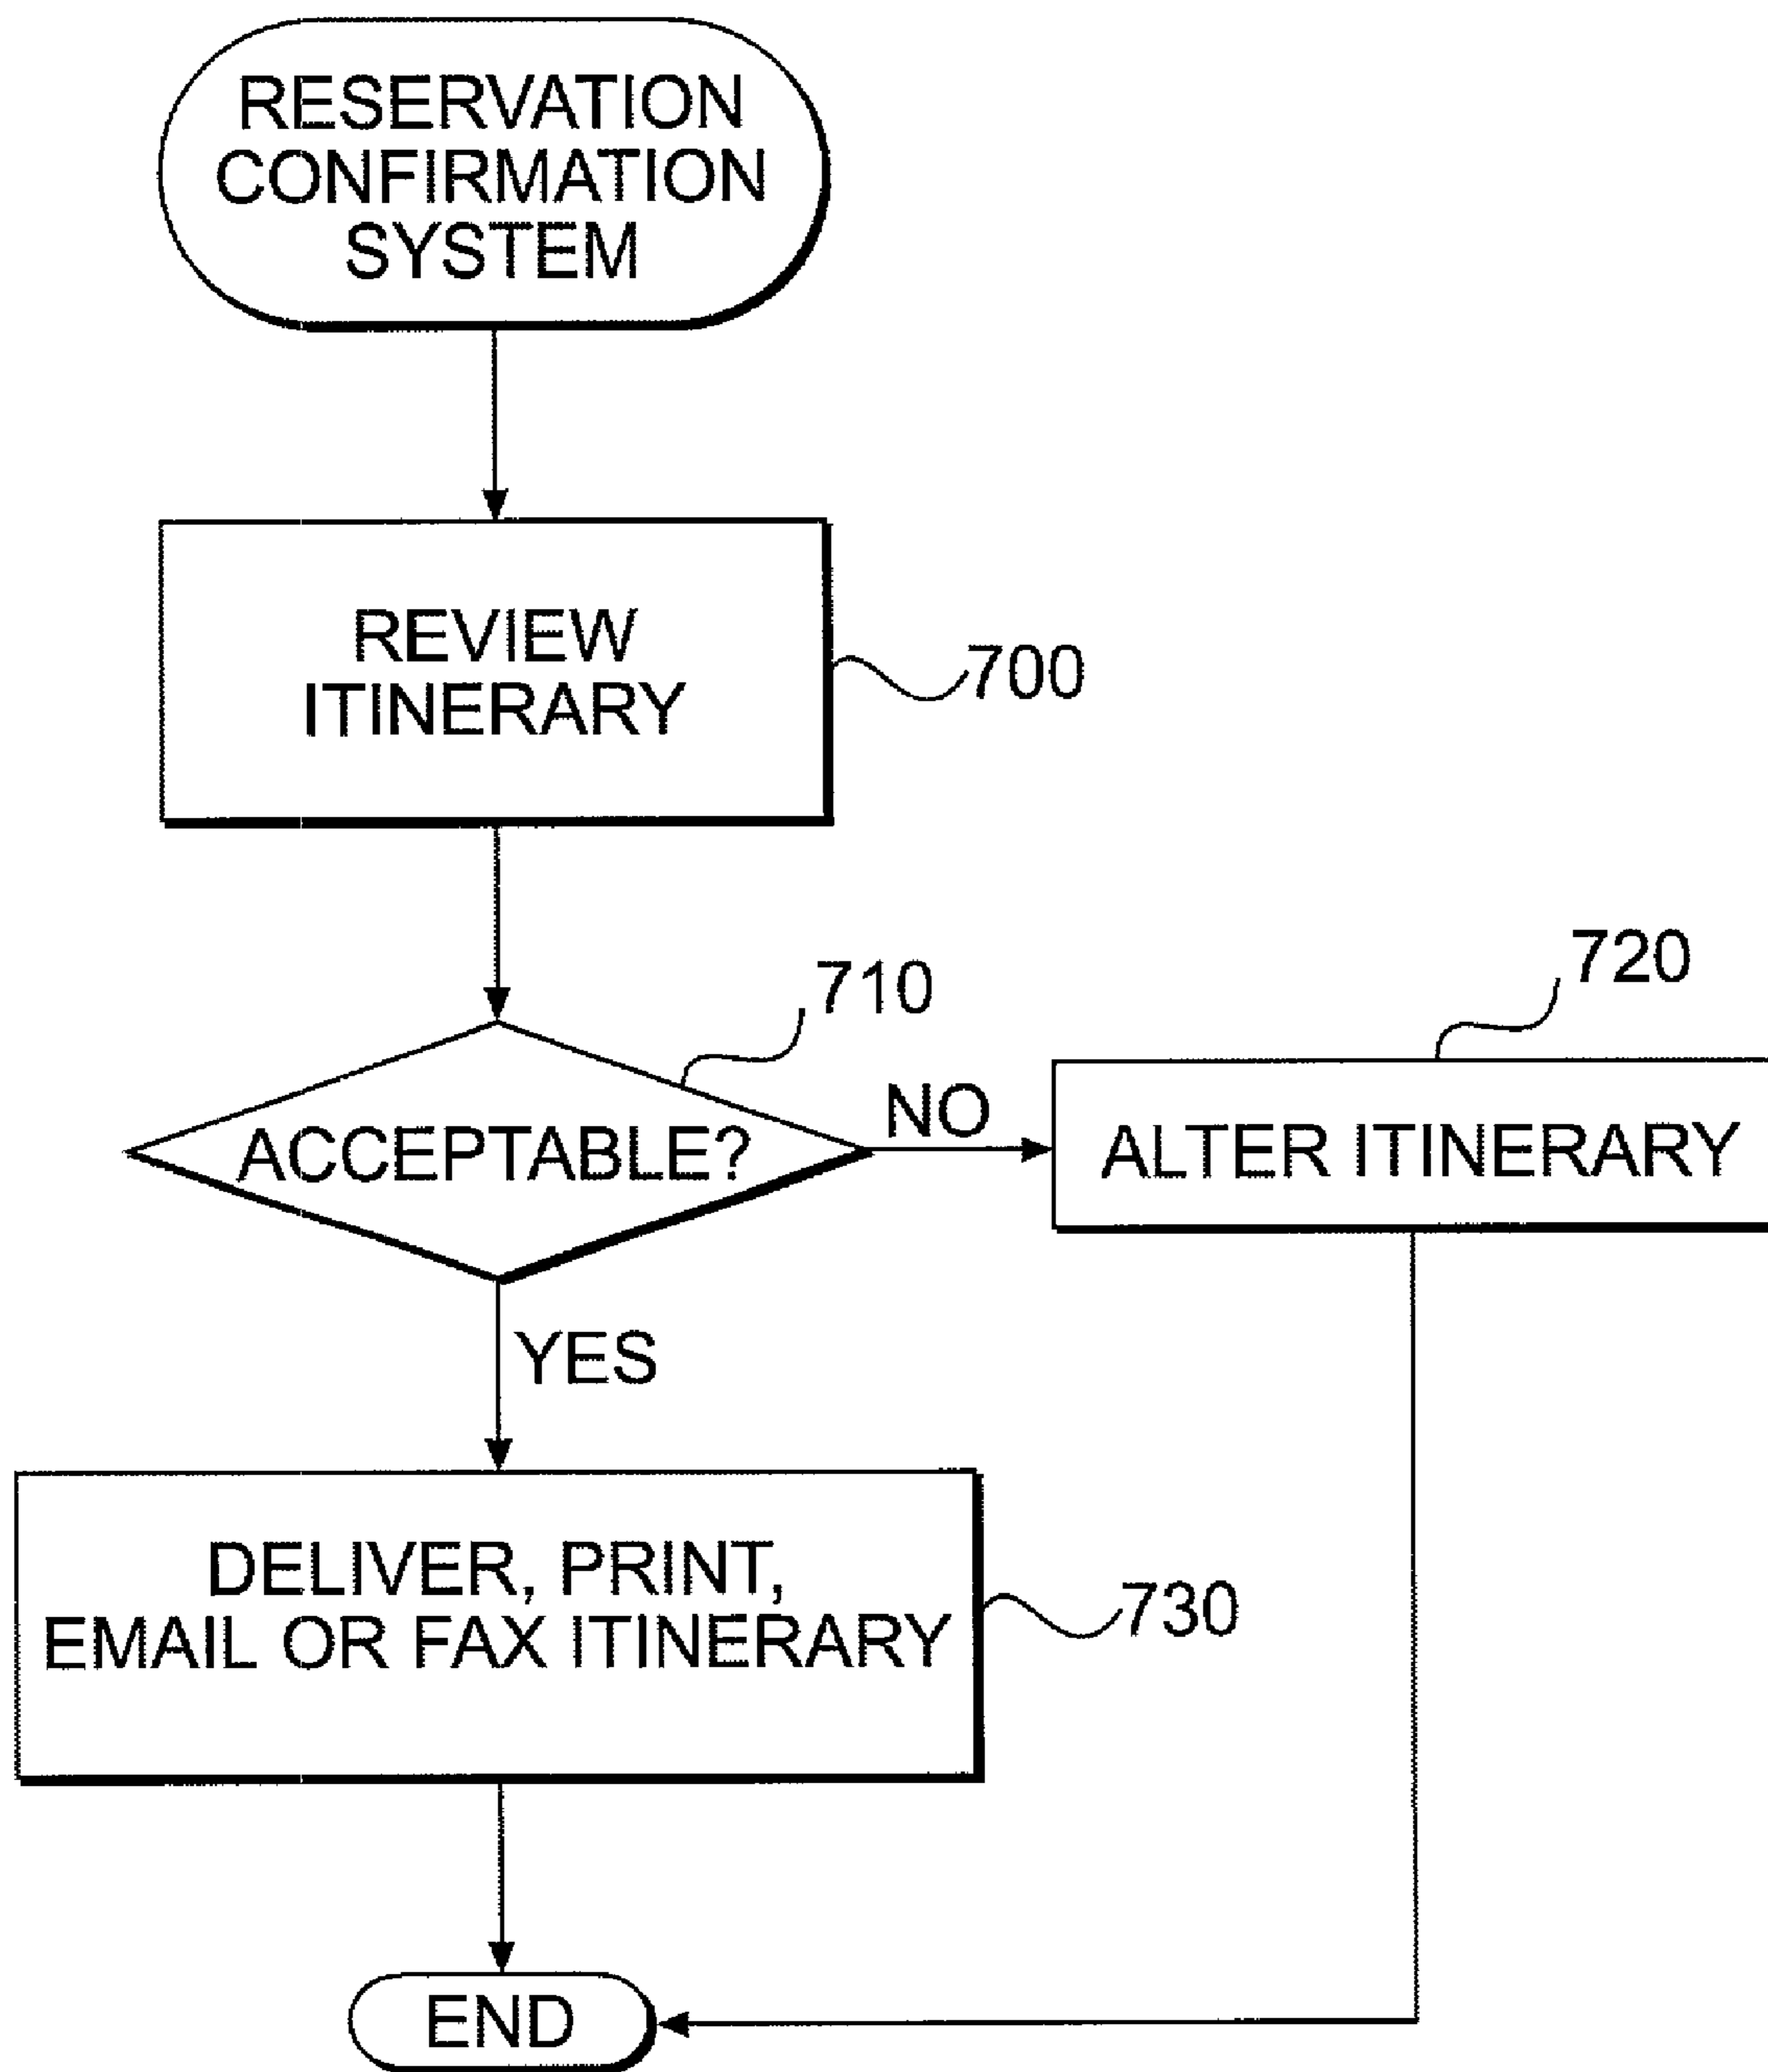 RESERVATION
CONFIRMATION
SYSTEM
REVIEW
ITINERARY
700
710
720
ACCEPTABLE?
NO
ALTER ITINERARY
YES
DELIVER, PRINT,
EMAIL OR FAX ITINERARY
730
END